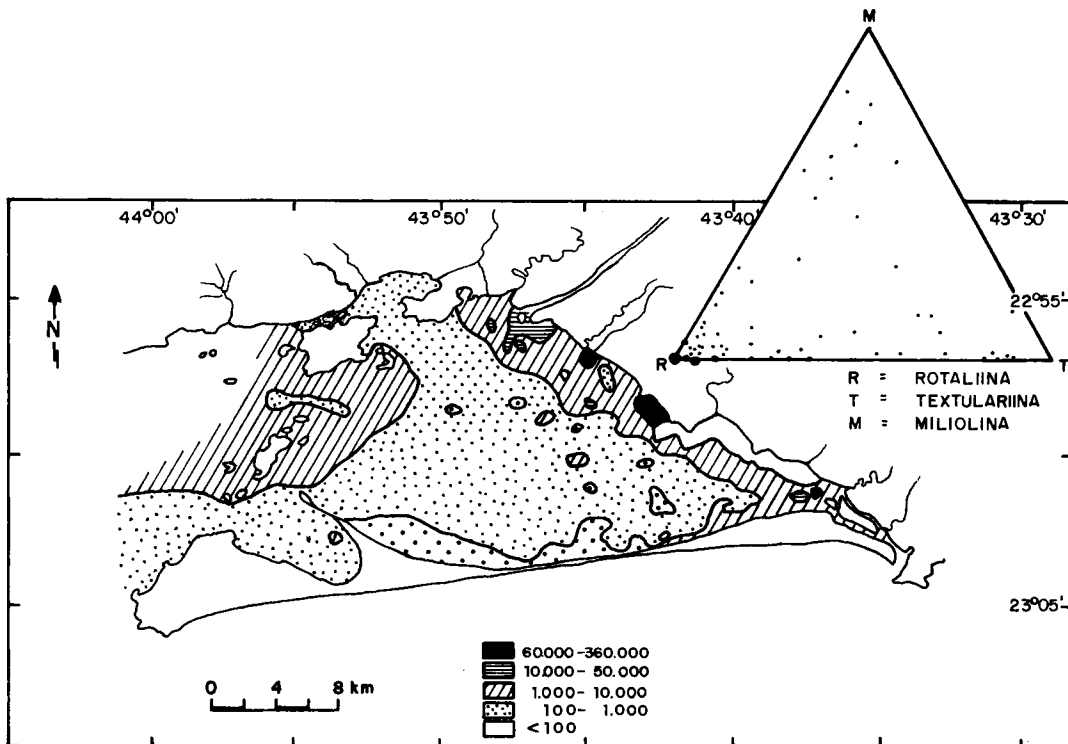 M
44°00'
43°50'
43°40'
43°30'
22°55'
N
R
T
R = ROTALIINA
T = TEXTULARIINA
M = MILIOLINA
23°05'
60.000-360.000
10.000- 50.000
1.000- 10.000
100- 1.000
<100
0 4 8 km